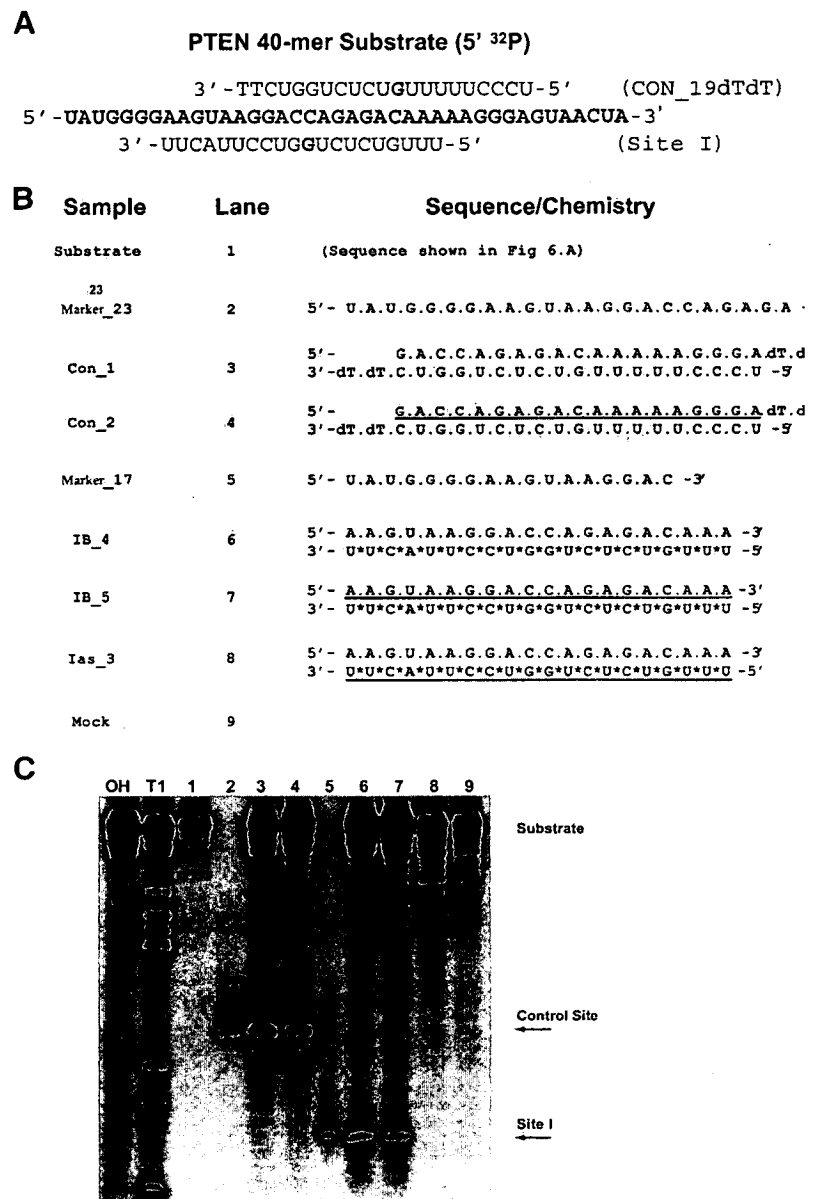 A
PTEN 40-mer Substrate (5' 32P)
3'-TTCUGGUCUCUGUUUUUCCCU-5' (CON_19dTdT)
5'-UAUGGGGAAGUAAGGACCAGAGACAAAAAGGGAGUAACUA-3'
3'-UUCAUUCCUGGUCUCUGUUU-5' (Site I)
B
Sample Lane Sequence/Chemistry
Substrate 1 (Sequence shown in Fig 6.A)
23
Marker_23 2 5'- U.A.U.G.G.G.G.A.A.G.U.A.A.G.G.A.C.C.A.G.A.G.A
5'- G.A.C.C.A.G.A.G.A.C.A.A.A.A.A.G.G.G.A.dT.d
Con_1 3 3'-dT.dT.C.U.G.G.U.C.U.C.U.G.U.U.U.U.U.C.C.C.U -5'
5'- G.A.C.C.A.G.A.G.A.C.A.A.A.A.A.G.G.G.A.dT.d
Con_2 4 3'-dT.dT.C.U.G.G.U.C.U.C.U.G.U.U.U.U.U.C.C.C.U -5'
Marker_17 5 5'- U.A.U.G.G.G.G.A.A.G.U.A.A.G.G.A.C -3'
5'- A.A.G.U.A.A.G.G.A.C.C.A.G.A.G.A.C.A.A.A -3'
IB_4 6 3'- U*U*C*A*U*U*C*C*U*G*G*U*C*U*C*U*G*U*U*U -5'
5'- A.A.G.U.A.A.G.G.A.C.C.A.G.A.G.A.C.A.A.A -3'
IB_5 7 3'- U*U*C*A*U*U*C*C*U*G*G*U*C*U*C*U*G*U*U*U -5'
5'- A.A.G.U.A.A.G.G.A.C.C.A.G.A.G.A.C.A.A.A -3'
Ias_3 8 3'- U*U*C*A*U*U*C*C*U*G*G*U*C*U*C*U*G*U*U*U -5'
Mock 9
C
OH T1 1 2 3 4 5 6 7 8 9
Substrate
Control Site
Site I